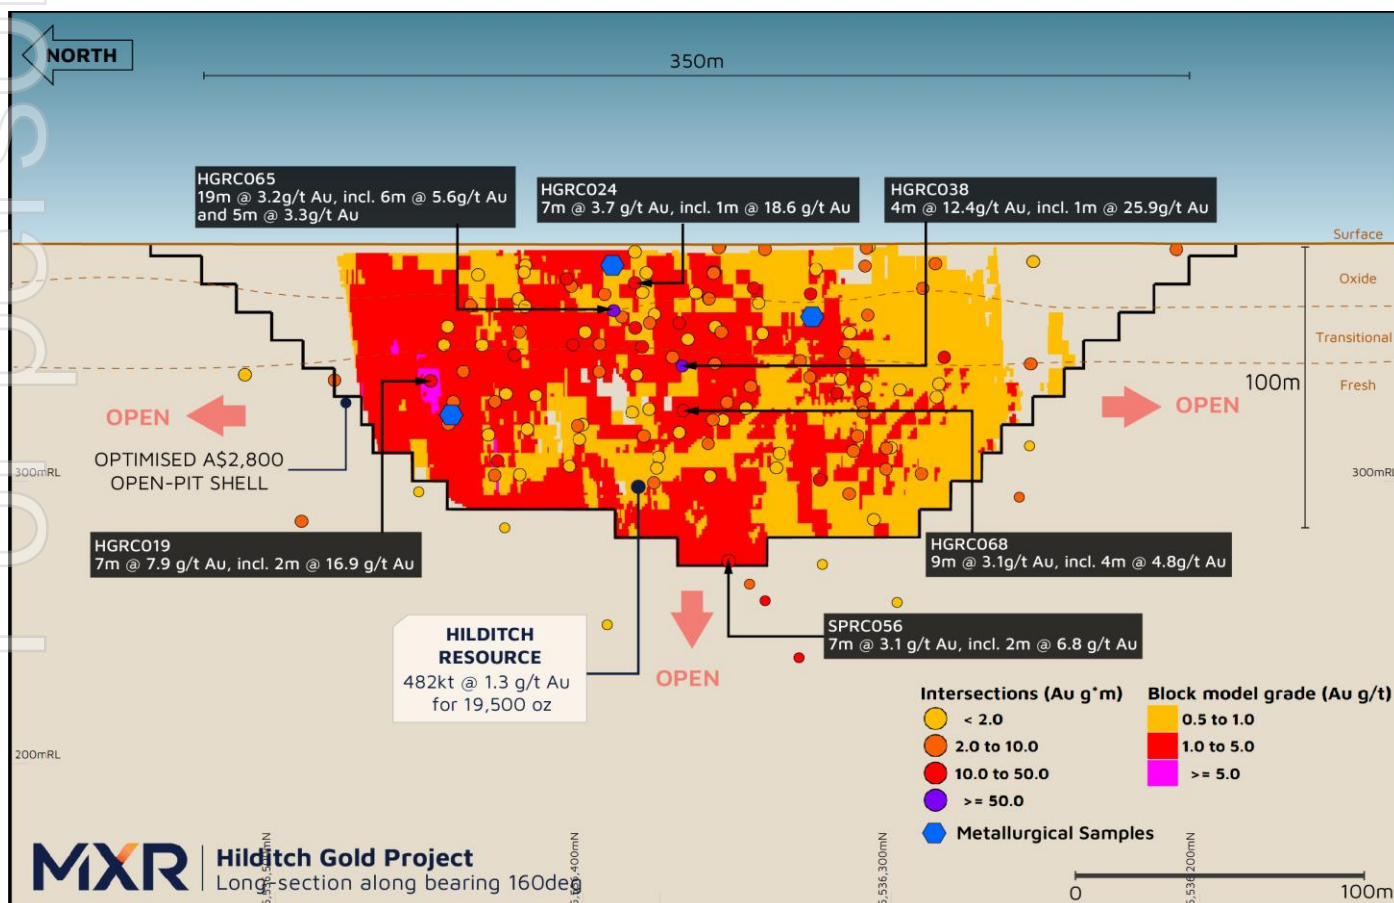 NORTH
350m
HGRC065
19m @ 3.2g/t Au, incl. 6m @ 5.6g/t Au
and 5m @ 3.3g/t Au
HGRC024
7m @ 3.7 g/t Au, incl. 1m @ 18.6 g/t Au
HGRC038
4m @ 12.4g/t Au, incl. 1m @ 25.9g/t Au
Surface
Oxide
Transitional
Fresh
100m
OPEN
OPEN
OPTIMISED A$2,800
OPEN-PIT SHELL
300mRL
300mRL
HGRC019
7m @ 7.9 g/t Au, incl. 2m @ 16.9 g/t Au
HGRC068
9m @ 3.1g/t Au, incl. 4m @ 4.8g/t Au
SPRC056
7m @ 3.1 g/t Au, incl. 2m @ 6.8 g/t Au
HILDITCH
RESOURCE
482kt @ 1.3 g/t Au
for 19,500 oz
OPEN
200mRL
Intersections (Au g*m)
< 2.0
2.0 to 10.0
10.0 to 50.0
>= 50.0
Metallurgical Samples
Block model grade (Au g/t)
0.5 to 1.0
1.0 to 5.0
>= 5.0
MXR
Hilditch Gold Project
Long-section along bearing 160deg
0
100m